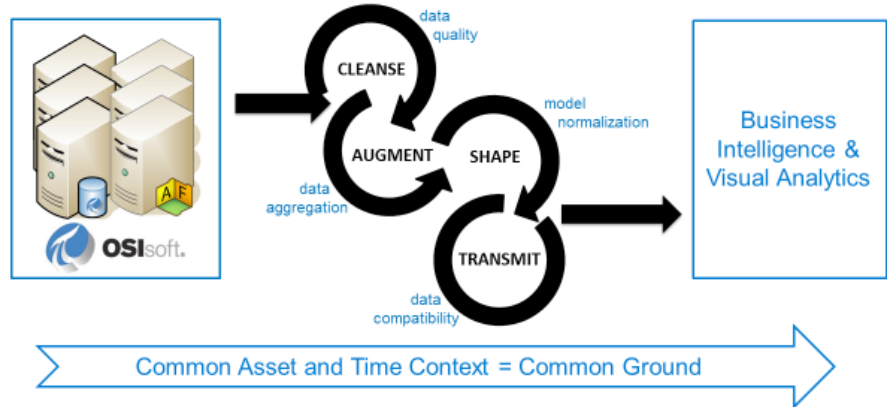 A F
OSIsoft.
CLEANSE
data
quality
AUGMENT
data
aggregation
SHAPE
model
normalization
TRANSMIT
data
compatibility
Business
Intelligence &
Visual Analytics
Common Asset and Time Context = Common Ground